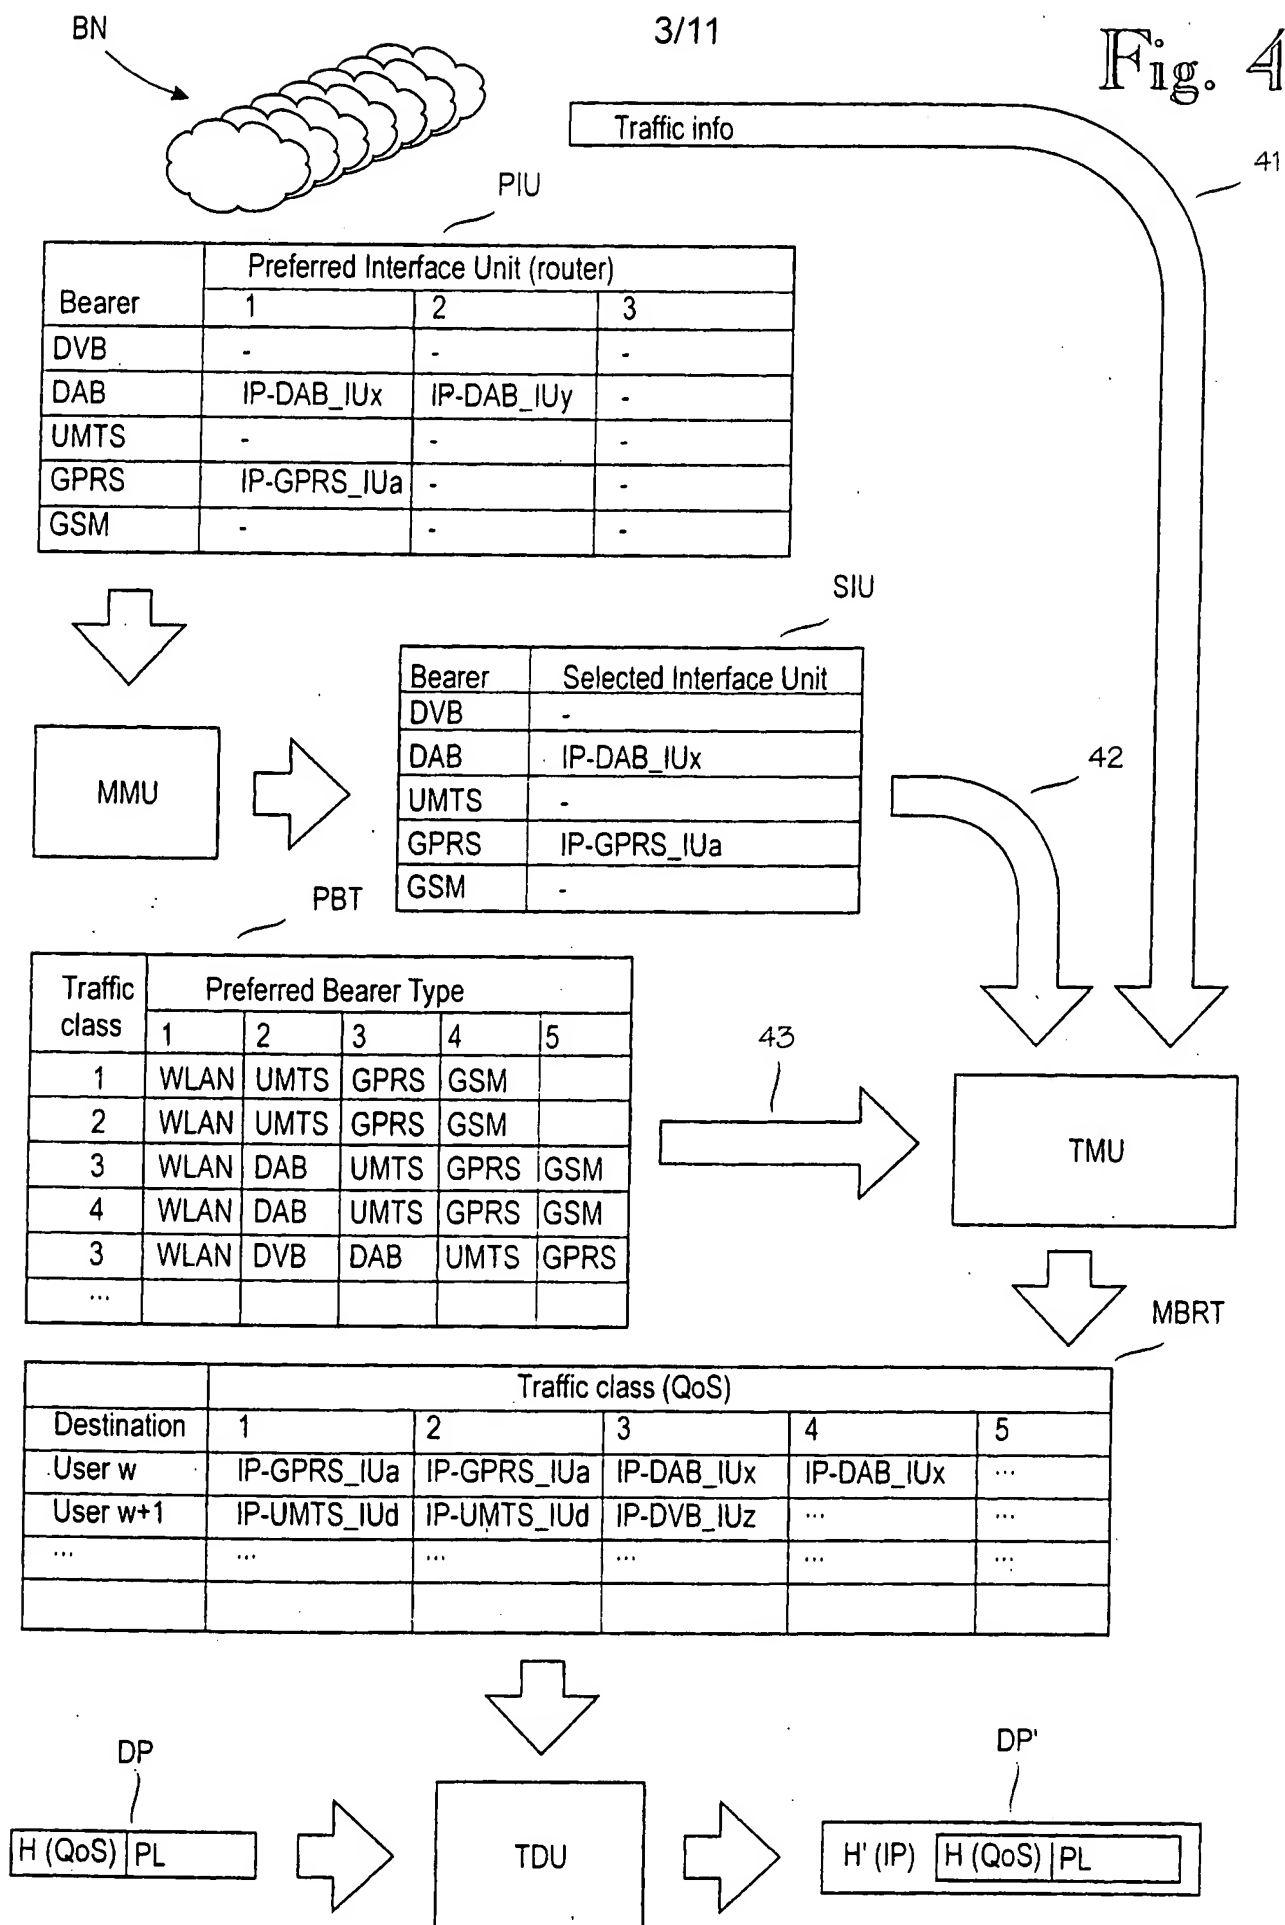 BN
3/11
Fig. 4
Traffic info
41
PIU
Preferred Interface Unit (router)
Bearer 1 2 3
DVB - - -
DAB IP-DAB_IUx IP-DAB_IUy -
UMTS - - -
GPRS IP-GPRS_IUa - -
GSM - - -
SIU
Bearer Selected Interface Unit
DVB -
DAB IP-DAB_IUx
UMTS -
GPRS IP-GPRS_IUa
GSM -
MMU
42
PBT
Traffic class Preferred Bearer Type
1 2 3 4 5
1 WLAN UMTS GPRS GSM
2 WLAN UMTS GPRS GSM
3 WLAN DAB UMTS GPRS GSM
4 WLAN DAB UMTS GPRS GSM
3 WLAN DVB DAB UMTS GPRS
...
43
TMU
MBRT
Traffic class (QoS)
Destination 1 2 3 4 5
User w IP-GPRS_IUa IP-GPRS_IUa IP-DAB_IUx IP-DAB_IUx ...
User w+1 IP-UMTS_IUd IP-UMTS_IUd IP-DVB_IUz ... ...
... ... ... ... ... ...
DP
H (QoS) PL
TDU
DP'
H' (IP) H (QoS) PL